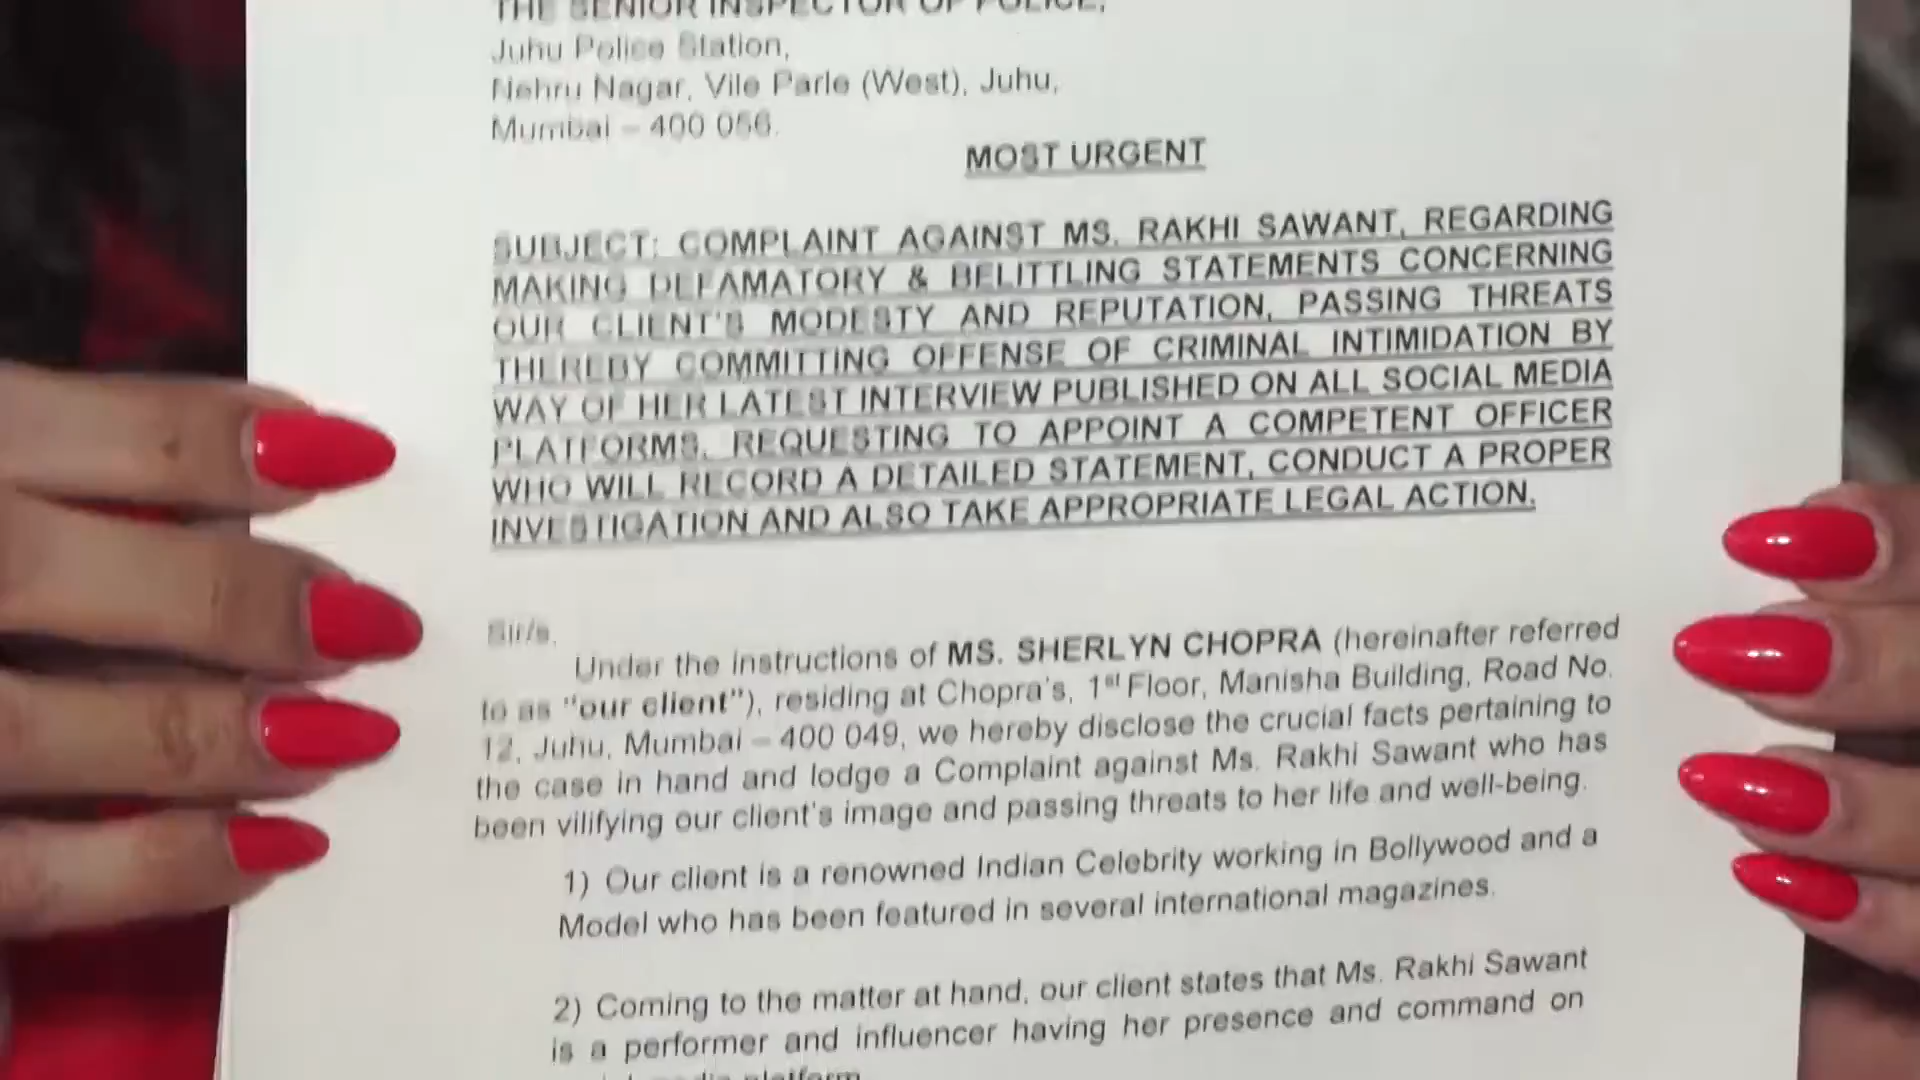 THE SENIOR INSPECTOR OF POLICE,
Juhu Police Station,
Nehru Nagar, Vile Parle (West), Juhu,
Mumbai – 400 056.
MOST URGENT
SUBJECT: COMPLAINT AGAINST MS. RAKHI SAWANT, REGARDING
MAKING DEFAMATORY & BELITTLING STATEMENTS CONCERNING
OUR CLIENT'S MODESTY AND REPUTATION, PASSING THREATS
THEREBY COMMITTING OFFENSE OF CRIMINAL INTIMIDATION BY
WAY OF HER LATEST INTERVIEW PUBLISHED ON ALL SOCIAL MEDIA
PLATFORMS. REQUESTING TO APPOINT A COMPETENT OFFICER
WHO WILL RECORD A DETAILED STATEMENT, CONDUCT A PROPER
INVESTIGATION AND ALSO TAKE APPROPRIATE LEGAL ACTION.
Sir/s,
Under the instructions of MS. SHERLYN CHOPRA (hereinafter referred
to as "our client"), residing at Chopra's, 1st Floor, Manisha Building, Road No.
12, Juhu, Mumbai – 400 049, we hereby disclose the crucial facts pertaining to
the case in hand and lodge a Complaint against Ms. Rakhi Sawant who has
been vilifying our client's image and passing threats to her life and well-being.
1) Our client is a renowned Indian Celebrity working in Bollywood and a
Model who has been featured in several international magazines.
2) Coming to the matter at hand, our client states that Ms. Rakhi Sawant
is a performer and influencer having her presence and command on
platform